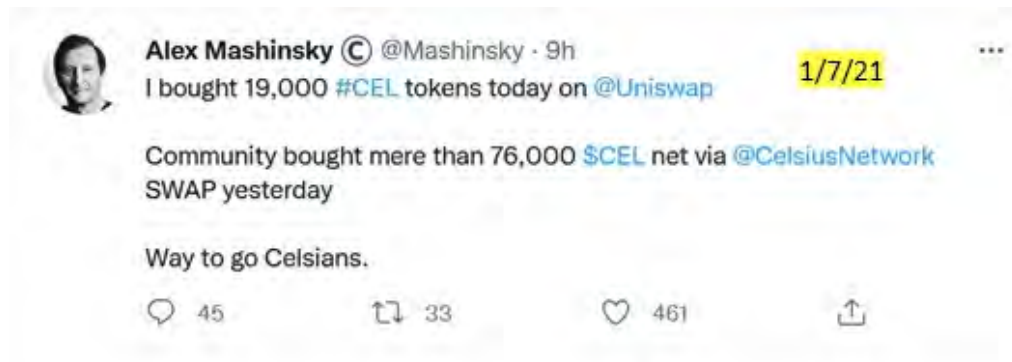 Alex Mashinsky Ⓒ @Mashinsky · 9h
1/7/21
I bought 19,000 #CEL tokens today on @Uniswap
Community bought mere than 76,000 $CEL net via @CelsiusNetwork
SWAP yesterday
Way to go Celsians.
45 33 461